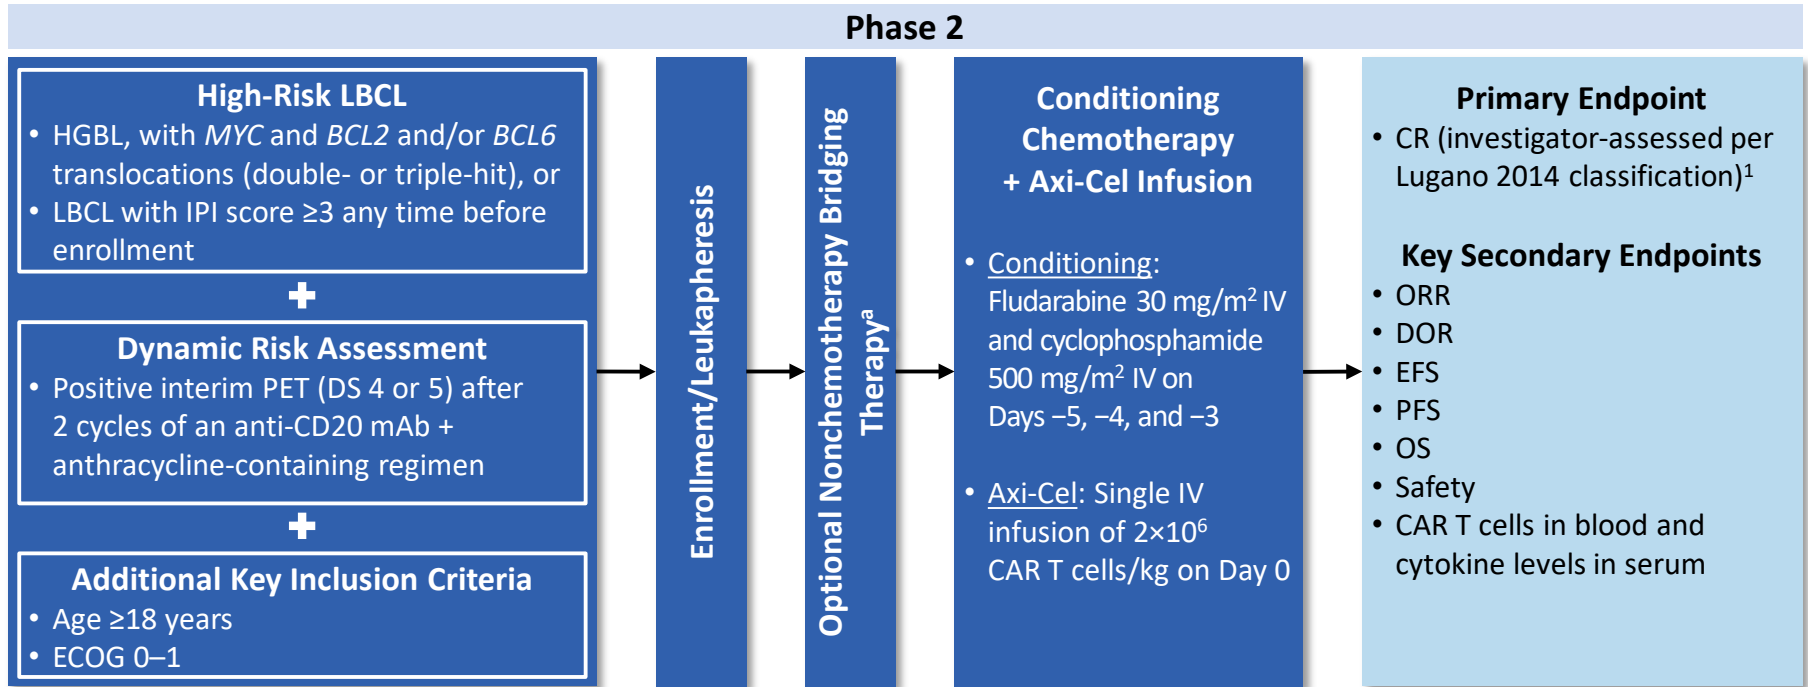 Phase 2
High-Risk LBCL
• HGBL, with MYC and BCL2 and/or BCL6
translocations (double- or triple-hit), or
• LBCL with IPI score ≥3 any time before
enrollment
+
Dynamic Risk Assessment
• Positive interim PET (DS 4 or 5) after
2 cycles of an anti-CD20 mAb +
anthracycline-containing regimen
+
Additional Key Inclusion Criteria
• Age ≥18 years
• ECOG 0–1
Enrollment/Leukapheresis
Optional Nonchemotherapy Bridging
Therapyᵃ
Conditioning
Chemotherapy
+ Axi-Cel Infusion
• Conditioning:
Fludarabine 30 mg/m² IV
and cyclophosphamide
500 mg/m² IV on
Days −5, −4, and −3
• Axi-Cel: Single IV
infusion of 2×10⁶
CAR T cells/kg on Day 0
Primary Endpoint
• CR (investigator-assessed per
Lugano 2014 classification)¹
Key Secondary Endpoints
• ORR
• DOR
• EFS
• PFS
• OS
• Safety
• CAR T cells in blood and
cytokine levels in serum